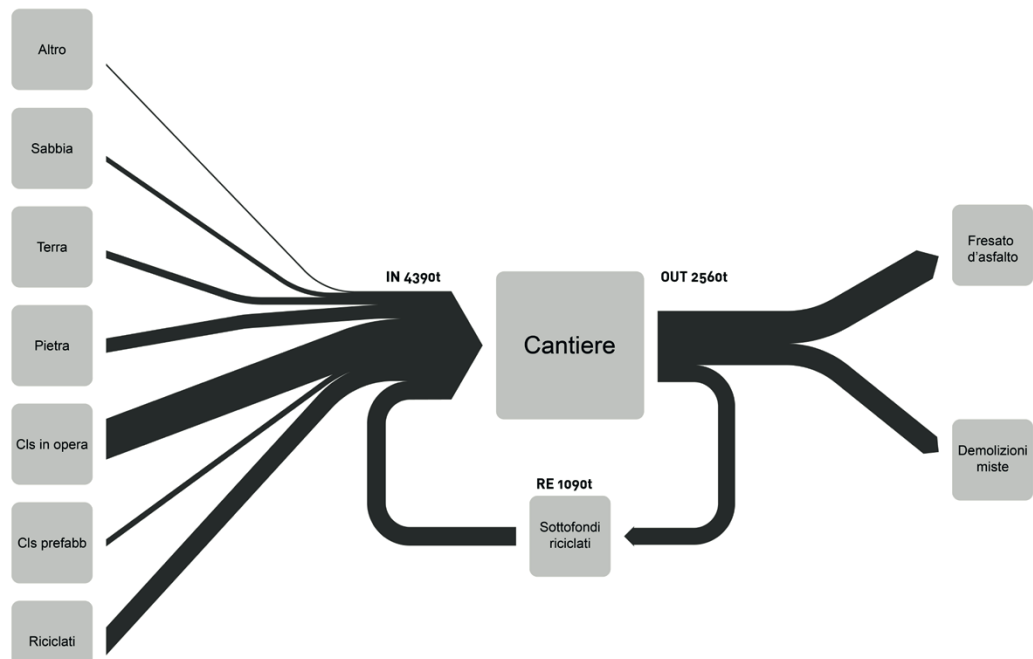 Altro
Sabbia
Terra
Pietra
Cls in opera
Cls prefabb
Riciclati
IN 4390t
Cantiere
OUT 2560t
RE 1090t
Sottofondi
riciclati
Fresato
d'asfalto
Demolizioni
miste